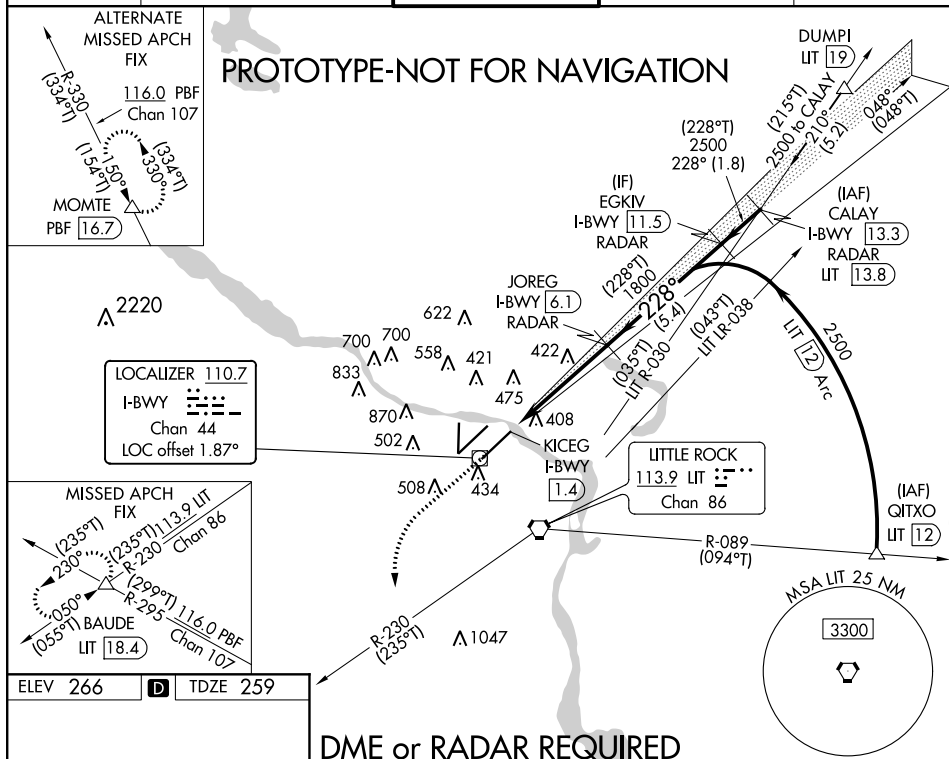 ALTERNATE
MISSED APCH
FIX
R-330
(334°T)
116.0 PBF
Chan 107
(154°T)
150°
330°
(334°T)
MOMTE
PBF 16.7
PROTOTYPE-NOT FOR NAVIGATION
DUMPI
LIT 19
(215°T)
2500 to CALAY
210°
(5.2)
048°
(048°T)
(228°T)
2500
228° (1.8)
(IF)
EGKIV
I-BWY 11.5
RADAR
(IAF)
CALAY
I-BWY 13.3
RADAR
LIT 13.8
JOREG
I-BWY 6.1
RADAR
(228°T)
1800
228°
(5.4)
(043°T)
LIT LR-038
(035°T)
LIT R-030
2500
LIT 12 Arc
2220
622
700
700
558
421
422
833
475
870
408
502
508
434
LOCALIZER 110.7
I-BWY
Chan 44
LOC offset 1.87°
KICEG
I-BWY
1.4
LITTLE ROCK
113.9 LIT
Chan 86
(IAF)
QITXO
LIT 12
R-089
(094°T)
MISSED APCH
FIX
(235°T)
230°
(235°T) 113.9 LIT
R-230 Chan 86
(299°T) 116.0 PBF
R-295 Chan 107
050°
(055°T)
BAUDE
LIT 18.4
R-230
(235°T)
1047
MSA LIT 25 NM
3300
ELEV 266 D TDZE 259
DME or RADAR REQUIRED